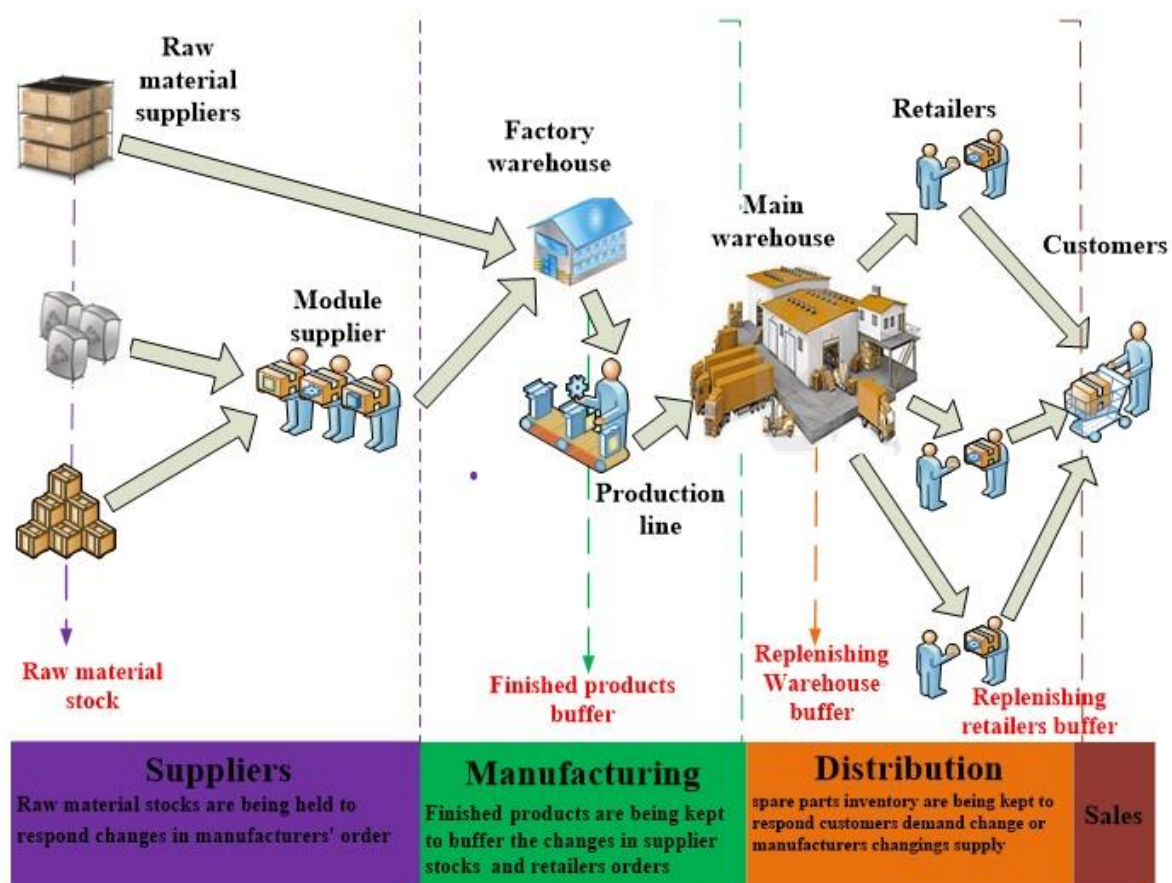 Raw
material
suppliers
Factory
warehouse
Retailers
Main
warehouse
Customers
Module
supplier
Production
line
Raw material
stock
Finished products
buffer
Replenishing
Warehouse
buffer
Replenishing
retailers buffer
Suppliers
Raw material stocks are being held to
respond changes in manufacturers' order
Manufacturing
Finished products are being kept
to buffer the changes in supplier
stocks and retailers orders
Distribution
spare parts inventory are being kept to
respond customers demand change or
manufacturers changings supply
Sales